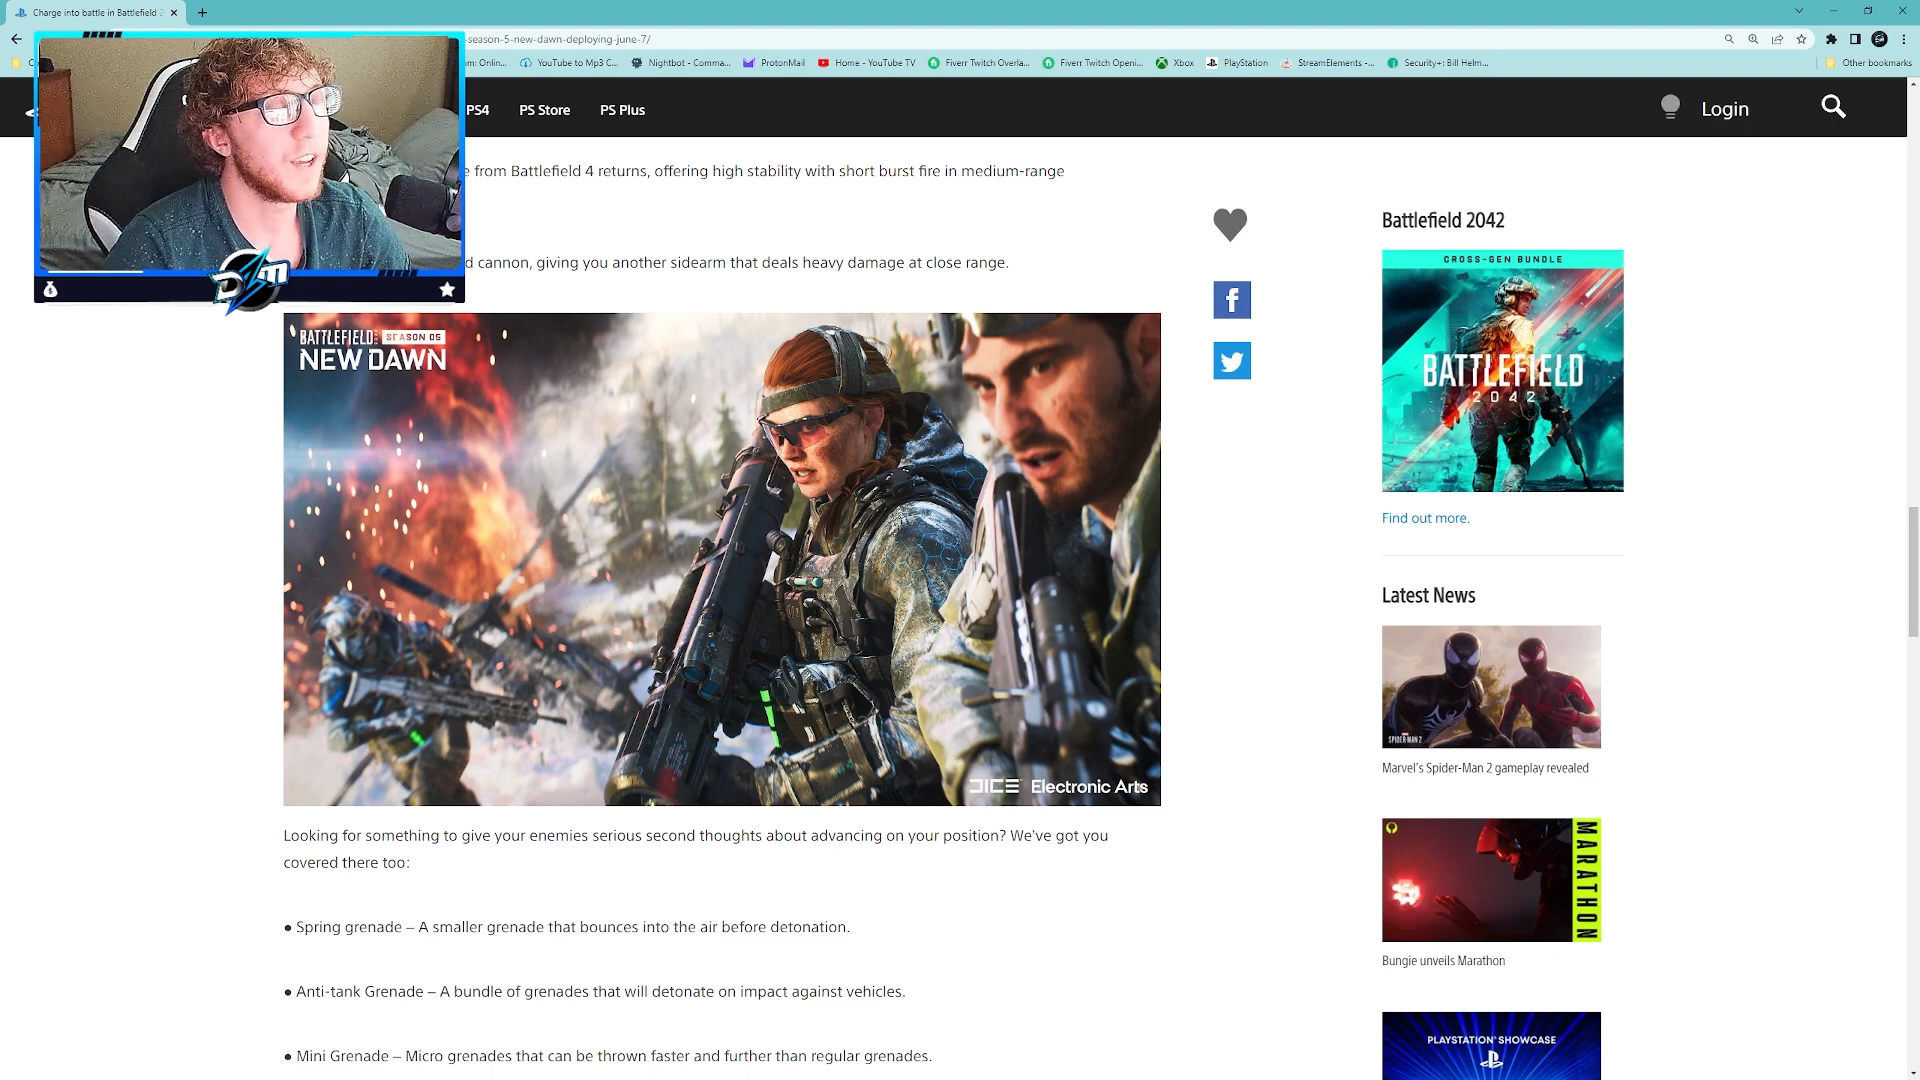 Charge into battle in Battlefield 2
-season-5-new-dawn-deploying-june-7/
om: Onlin...
YouTube to Mp3 C...
Nightbot - Comma...
ProtonMail
Home - YouTube TV
Fiverr Twitch Overla...
Fiverr Twitch Openi...
Xbox
PlayStation
StreamElements -...
Security+: Bill Helm...
Other bookmarks
PS4
PS Store
PS Plus
Login
e from Battlefield 4 returns, offering high stability with short burst fire in medium-range
d cannon, giving you another sidearm that deals heavy damage at close range.
DZM
BATTLEFIELD
SEASON 05
NEW DAWN
DICE Electronic Arts
Looking for something to give your enemies serious second thoughts about advancing on your position? We've got you
covered there too:
● Spring grenade – A smaller grenade that bounces into the air before detonation.
● Anti-tank Grenade – A bundle of grenades that will detonate on impact against vehicles.
● Mini Grenade – Micro grenades that can be thrown faster and further than regular grenades.
Battlefield 2042
CROSS-GEN BUNDLE
BATTLEFIELD
2042
Find out more.
Latest News
SPIDER-MAN 2
Marvel's Spider-Man 2 gameplay revealed
MARATHON
Bungie unveils Marathon
PLAYSTATION SHOWCASE